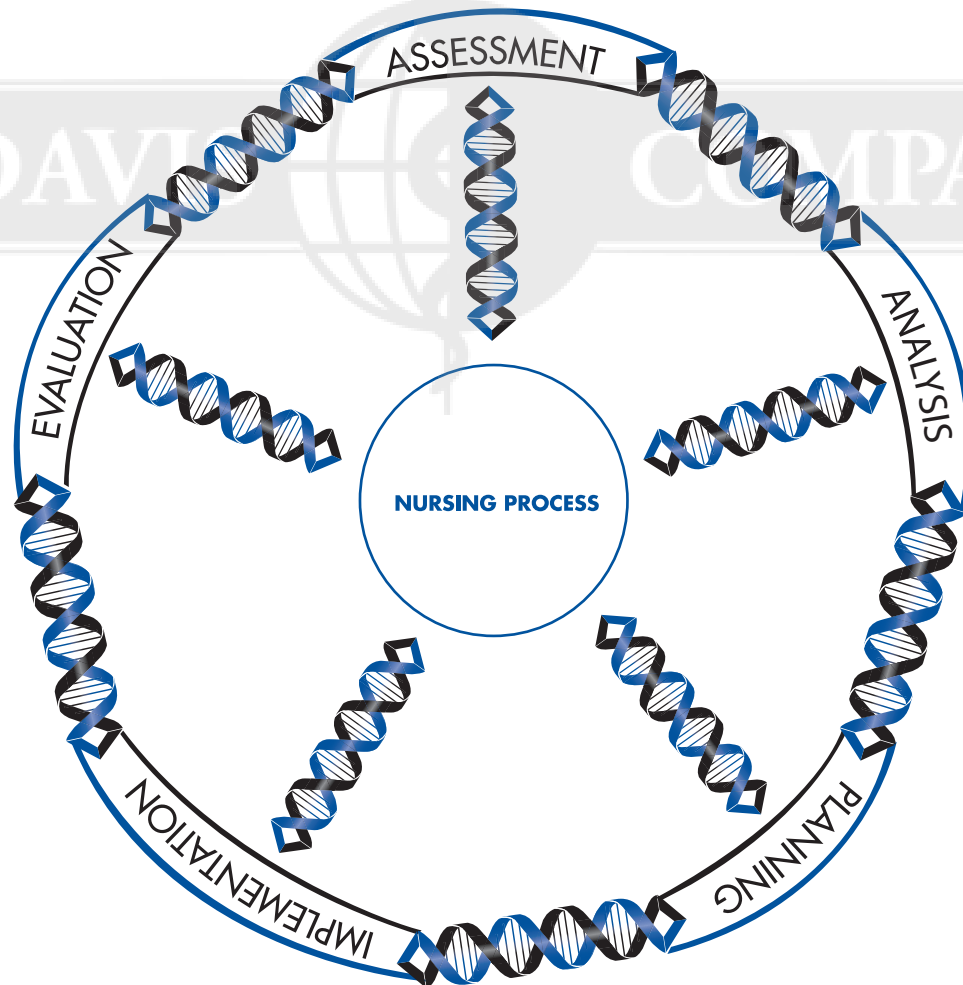 DAVIS COMPA
ASSESSMENT
ANALYSIS
PLANNING
IMPLEMENTATION
EVALUATION
NURSING PROCESS